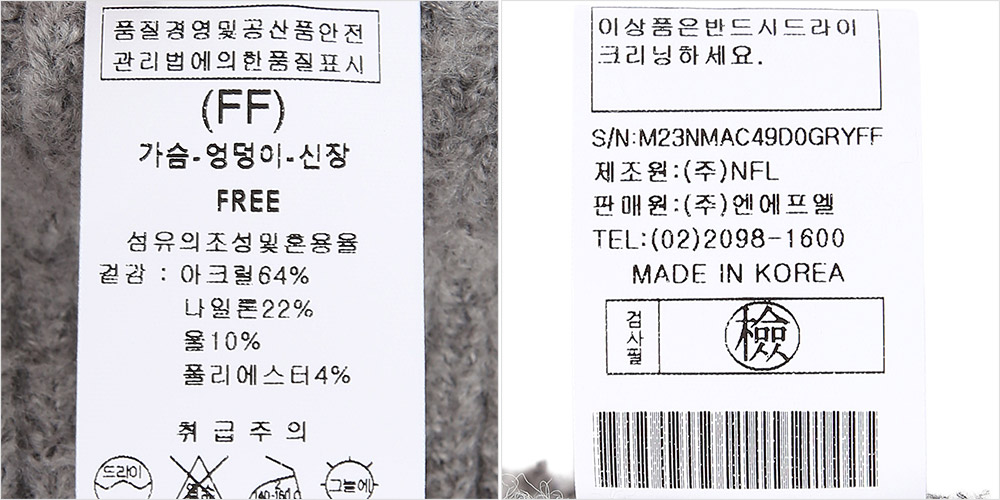 품질경영및공산품안전
관리법에의한품질표시
(FF)
가슴-엉덩이-신장
FREE
섬유의조성및혼용율
겉감 : 아크릴64%
나일론22%
울10%
폴리에스터4%
취급주의
드라이
140-160℃
그늘에
이상품은반드시드라이
크리닝하세요.
S/N:M23NMAC49D0GRYFF
제조원:(주)NFL
판매원:(주)엔에프엘
TEL:(02)2098-1600
MADE IN KOREA
검사필
檢